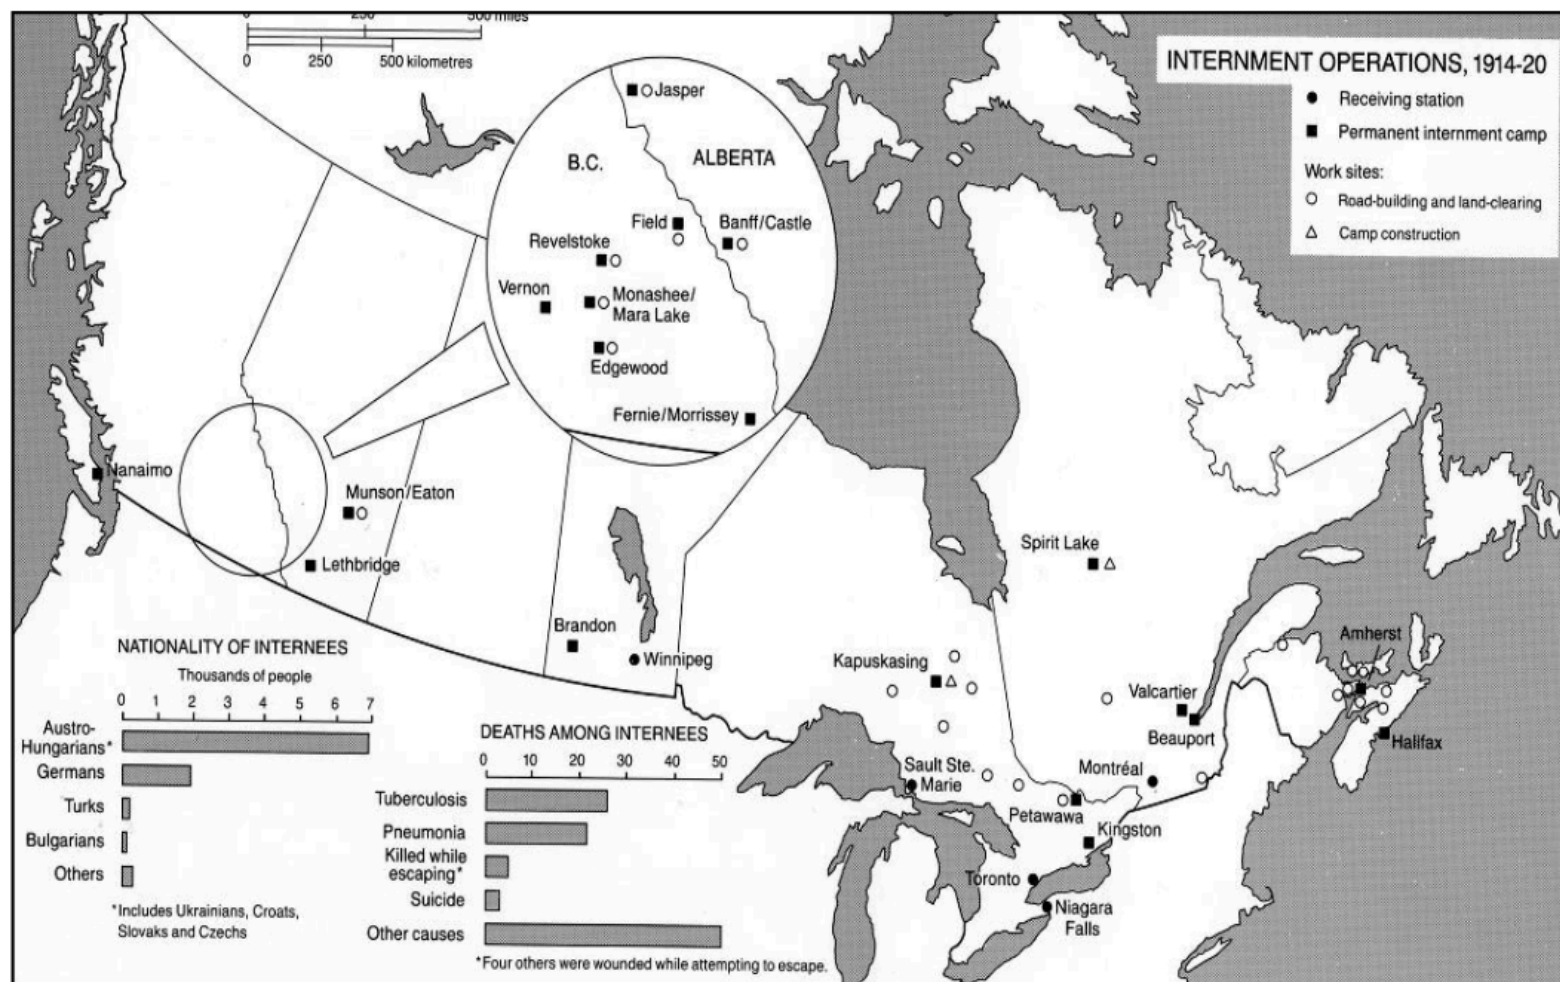 250
500 miles
0
250
500 kilometres
INTERNMENT OPERATIONS, 1914-20
Receiving station
Permanent internment camp
Work sites:
Road-building and land-clearing
Camp construction
Jasper
B.C.
ALBERTA
Field
Banff/Castle
Revelstoke
Vernon
Monashee/
Mara Lake
Edgewood
Fernie/Morrissey
Nanaimo
Munson/Eaton
Lethbridge
Brandon
Winnipeg
Spirit Lake
Kapuskasing
Amherst
Valcartier
Beauport
Halifax
Sault Ste.
Marie
Montréal
Petawawa
Kingston
Toronto
Niagara
Falls
NATIONALITY OF INTERNEES
Thousands of people
0 1 2 3 4 5 6 7
Austro-
Hungarians*
Germans
Turks
Bulgarians
Others
*Includes Ukrainians, Croats,
Slovaks and Czechs
DEATHS AMONG INTERNEES
0 10 20 30 40 50
Tuberculosis
Pneumonia
Killed while
escaping*
Suicide
Other causes
*Four others were wounded while attempting to escape.